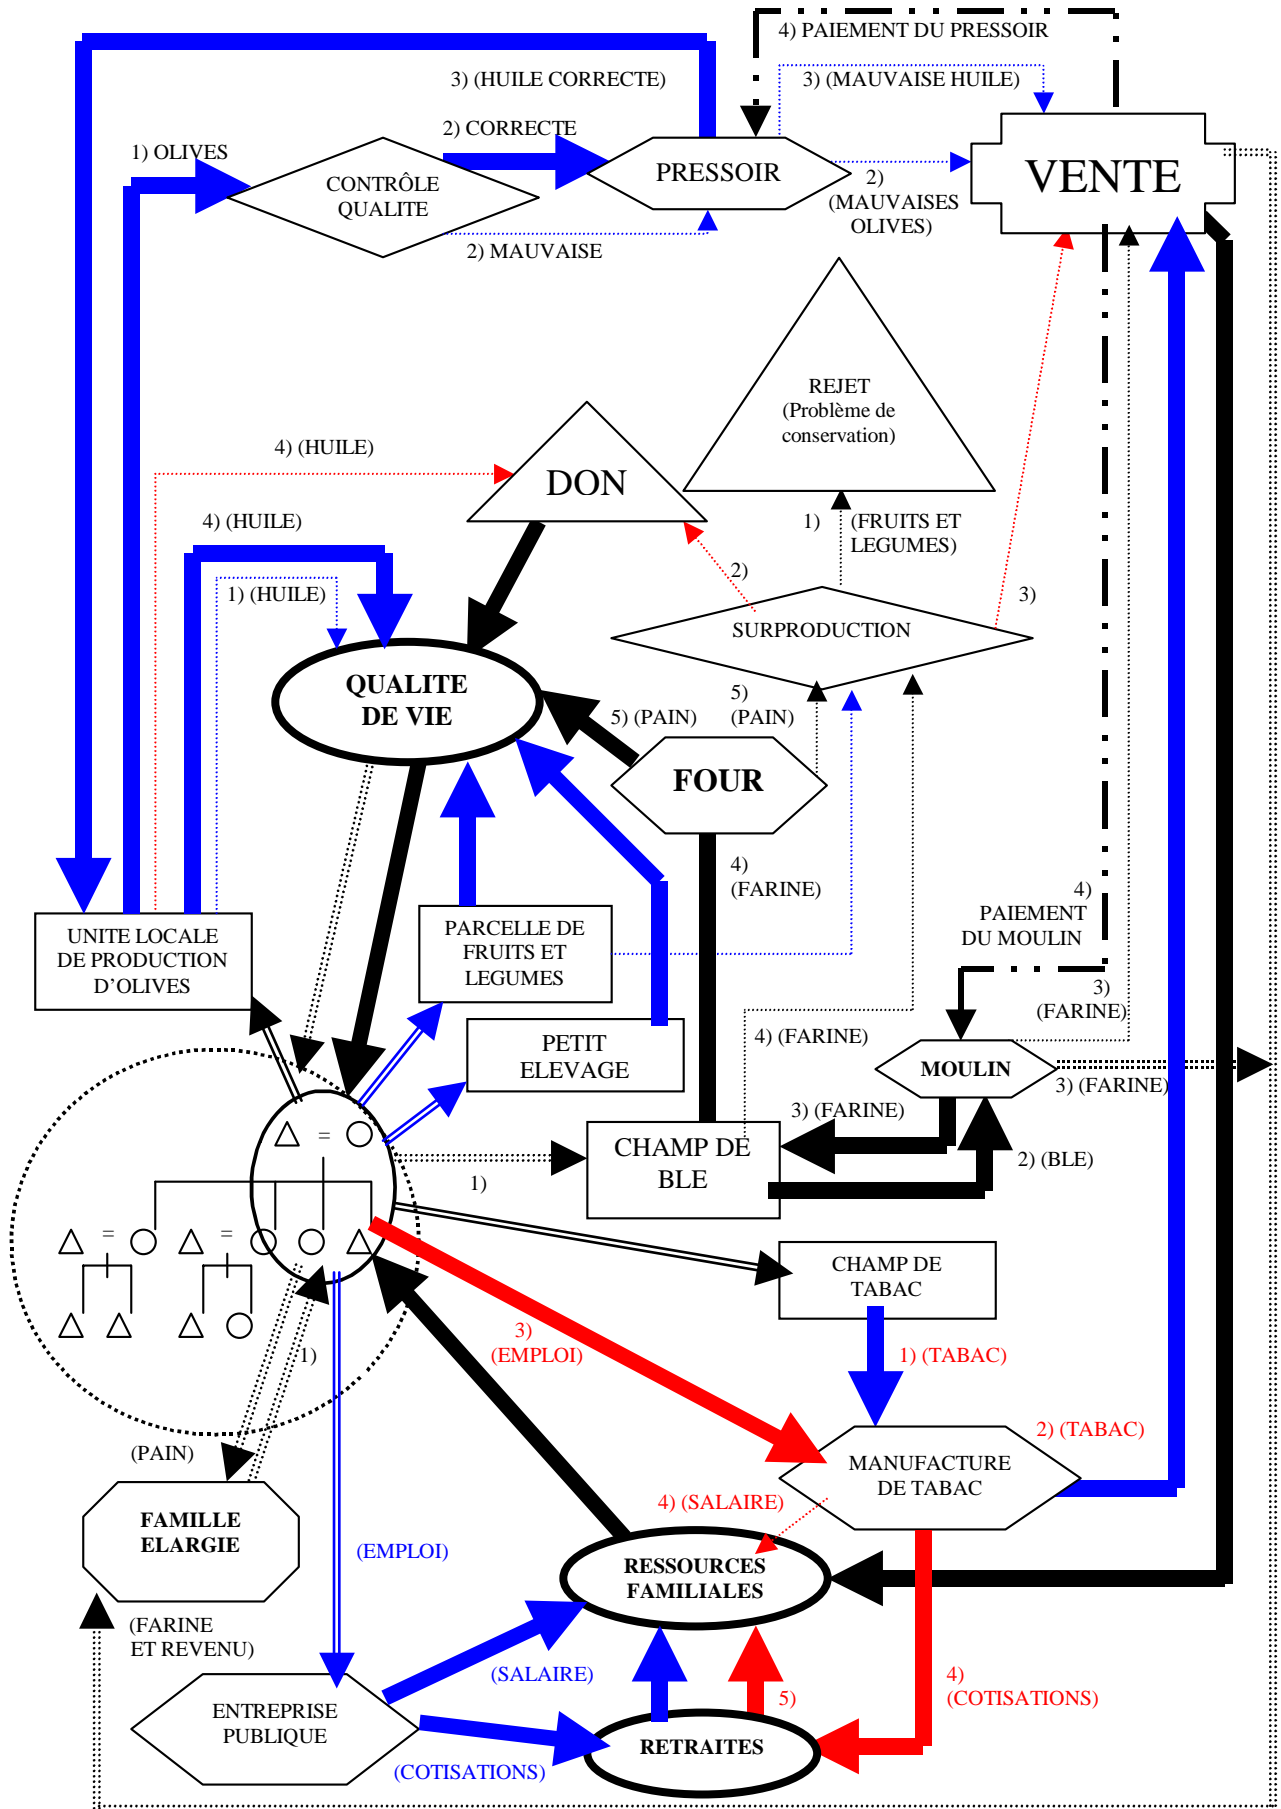 4) PAIEMENT DU PRESSOIR
3) (HUILE CORRECTE)
3) (MAUVAISE HUILE)
1) OLIVES
2) CORRECTE
CONTRÔLE
QUALITE
PRESSOIR
2)
(MAUVAISES
OLIVES)
VENTE
2) MAUVAISE
REJET
(Problème de
conservation)
4) (HUILE)
DON
4) (HUILE)
1)
(FRUITS ET
LEGUMES)
2)
1) (HUILE)
3)
SURPRODUCTION
QUALITE
DE VIE
5) (PAIN)
5)
(PAIN)
FOUR
4)
(FARINE)
4)
PAIEMENT
DU MOULIN
UNITE LOCALE
DE PRODUCTION
D’OLIVES
PARCELLE DE
FRUITS ET
LEGUMES
3)
(FARINE)
PETIT
ELEVAGE
4) (FARINE)
MOULIN
3) (FARINE)
3) (FARINE)
=
CHAMP DE
BLE
2) (BLE)
1)
= =
CHAMP DE
TABAC
3)
(EMPLOI)
1)
1) (TABAC)
2) (TABAC)
(PAIN)
MANUFACTURE
DE TABAC
4) (SALAIRE)
FAMILLE
ELARGIE
(EMPLOI)
RESSOURCES
FAMILIALES
(FARINE
ET REVENU)
(SALAIRE)
4)
(COTISATIONS)
5)
ENTREPRISE
PUBLIQUE
RETRAITES
(COTISATIONS)